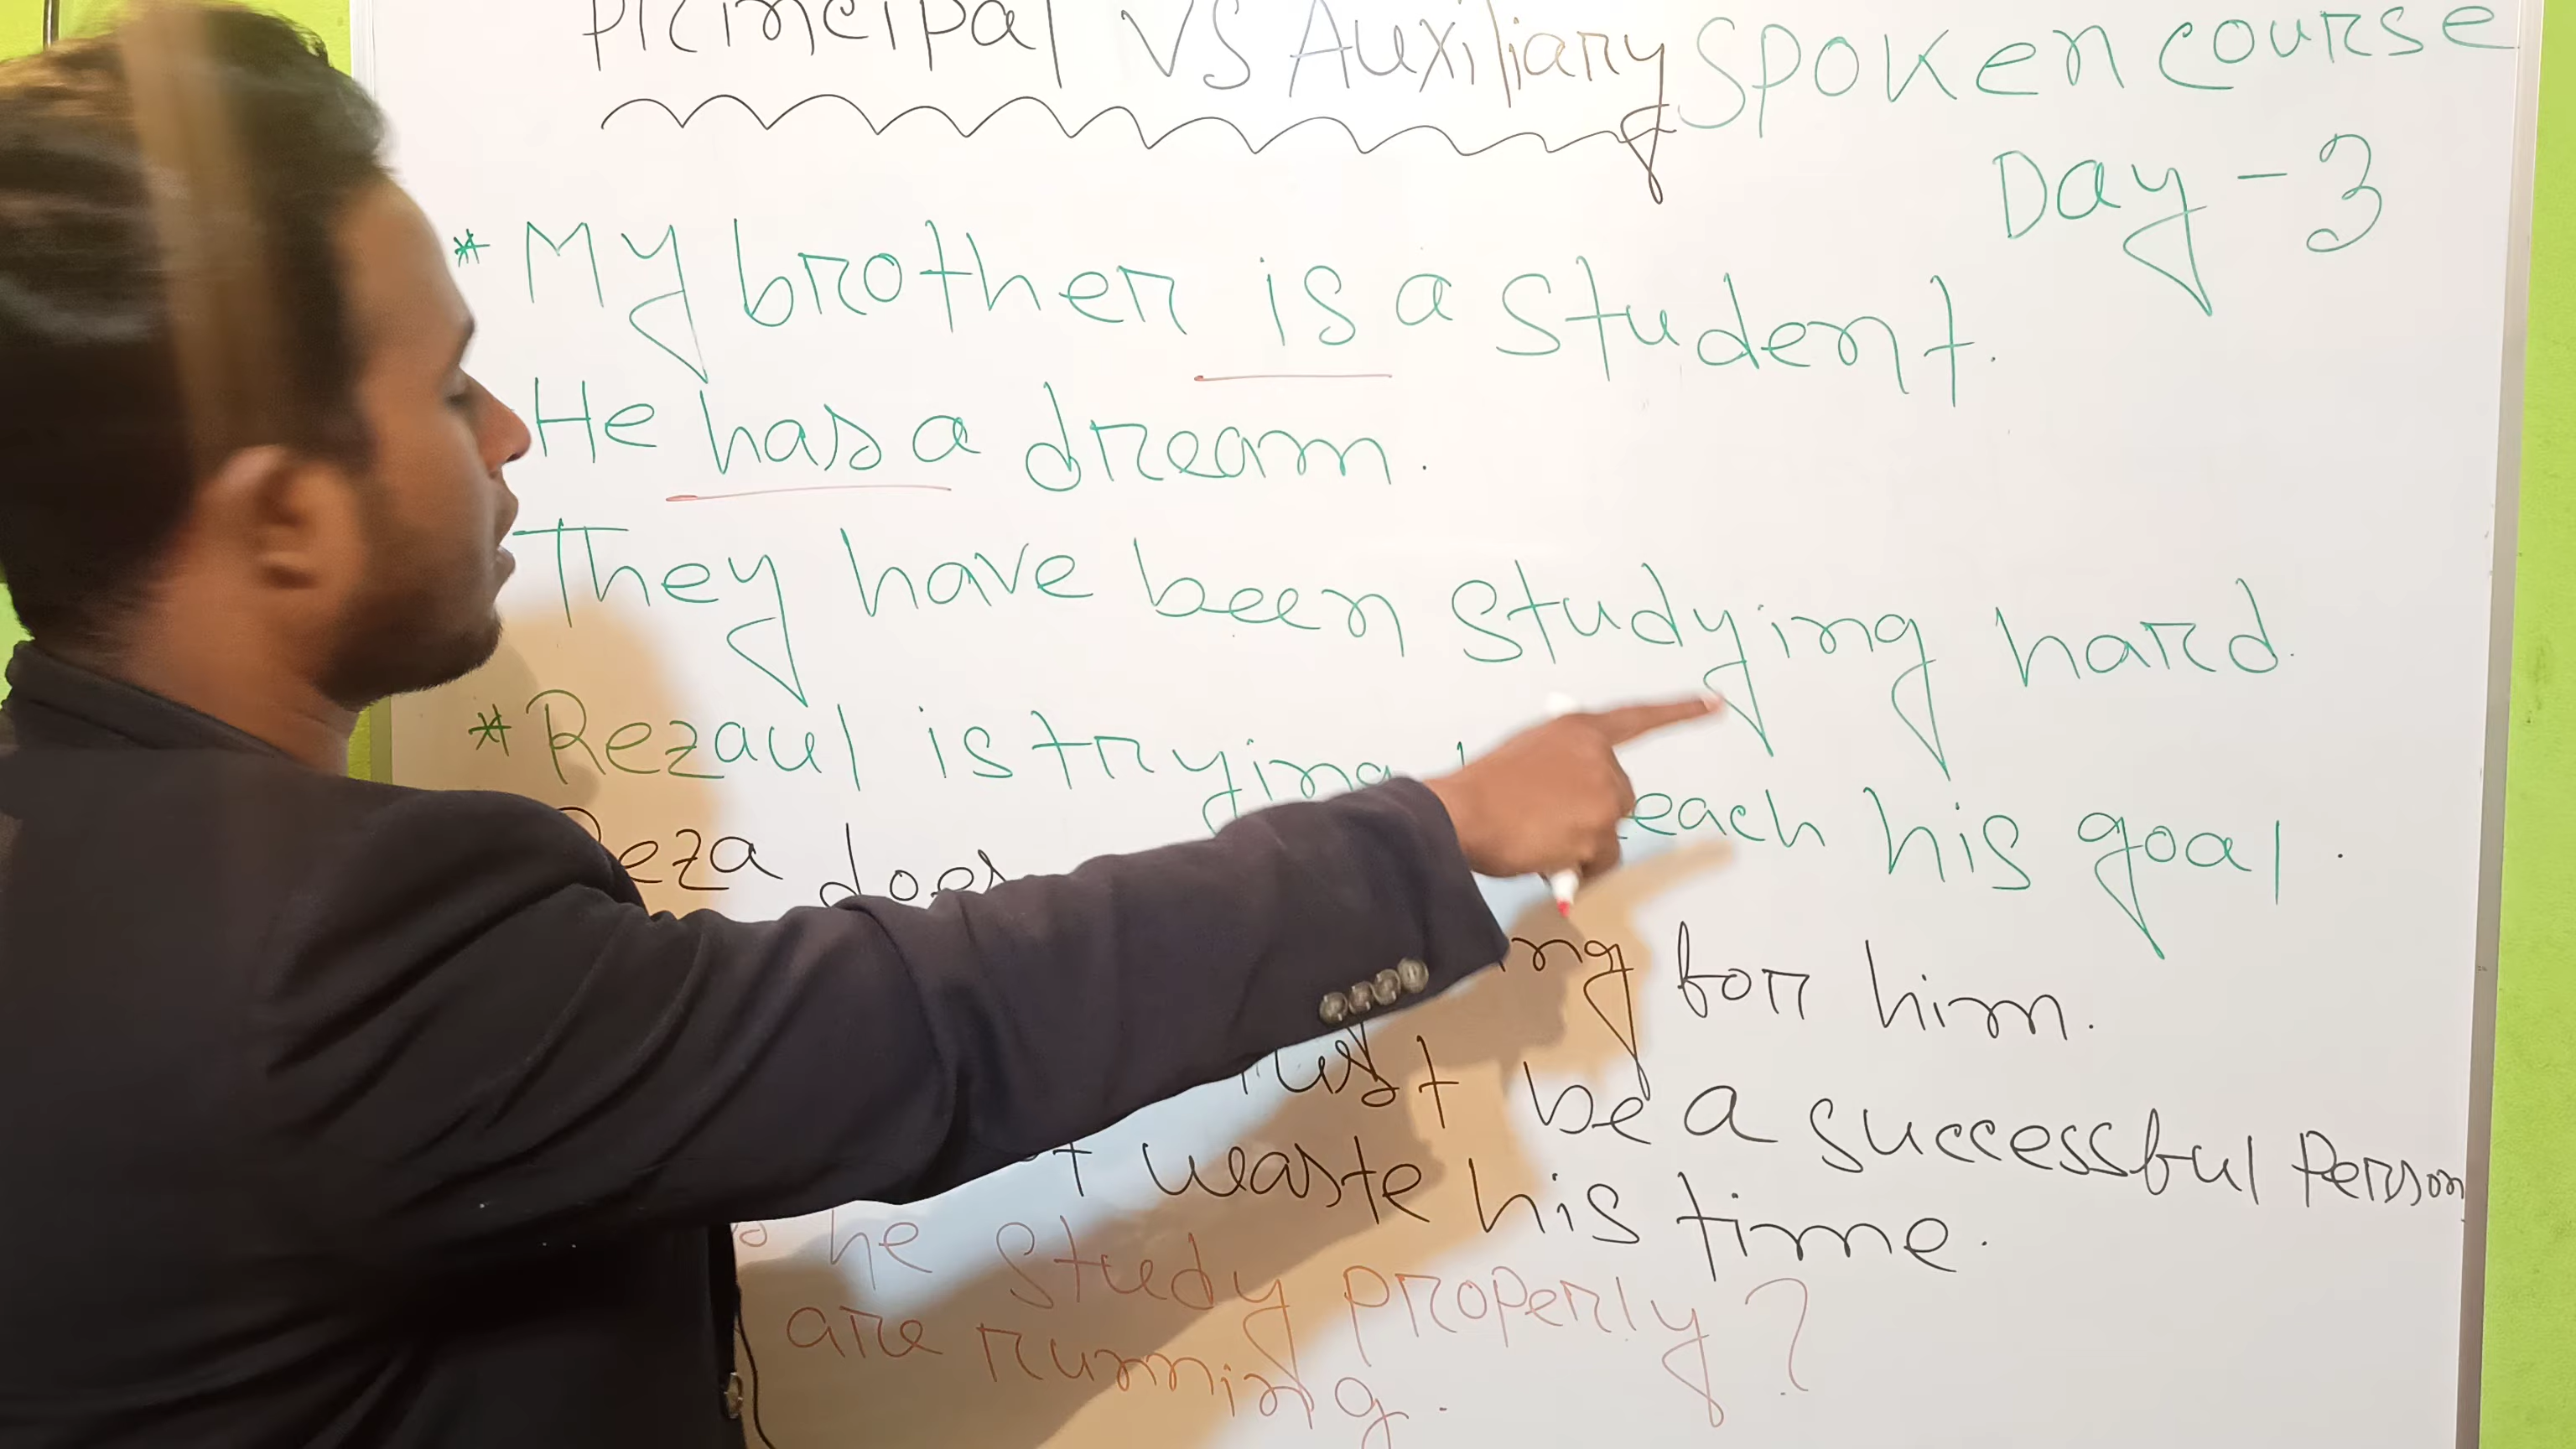 Principal VS Auxiliary Spoken course
Day - 3
* My brother is a student.
He has a dream.
They have been studying hard.
* Rezaul is trying reach his goal.
Reza does
for him.
must be a successful Person
waste his time.
he study properly?
are running.